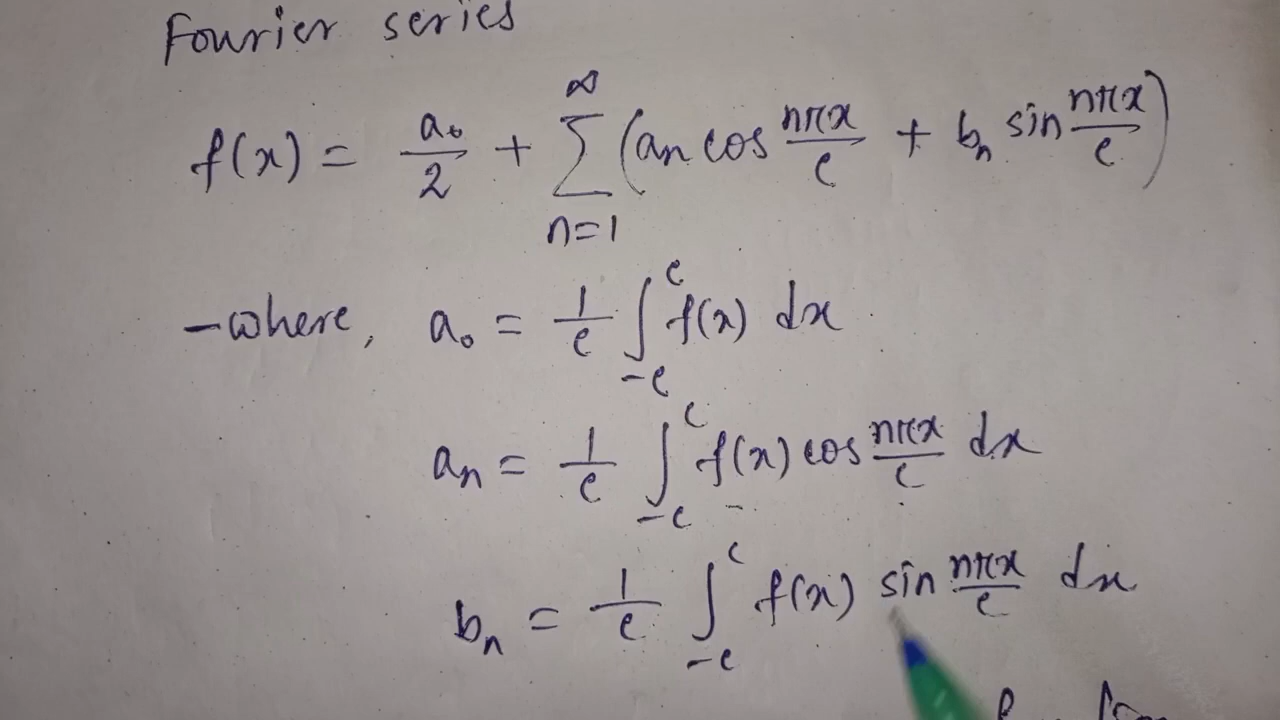 Fourier series
f(x) = a₀/2 + ∑_{n=1}^{∞} (aₙ cos nπx/c + bₙ sin nπx/c)
-where, a₀ = 1/c ∫_{-c}^{c} f(x) dx
aₙ = 1/c ∫_{-c}^{c} f(x) cos nπx/c dx
bₙ = 1/c ∫_{-c}^{c} f(x) sin nπx/c dx